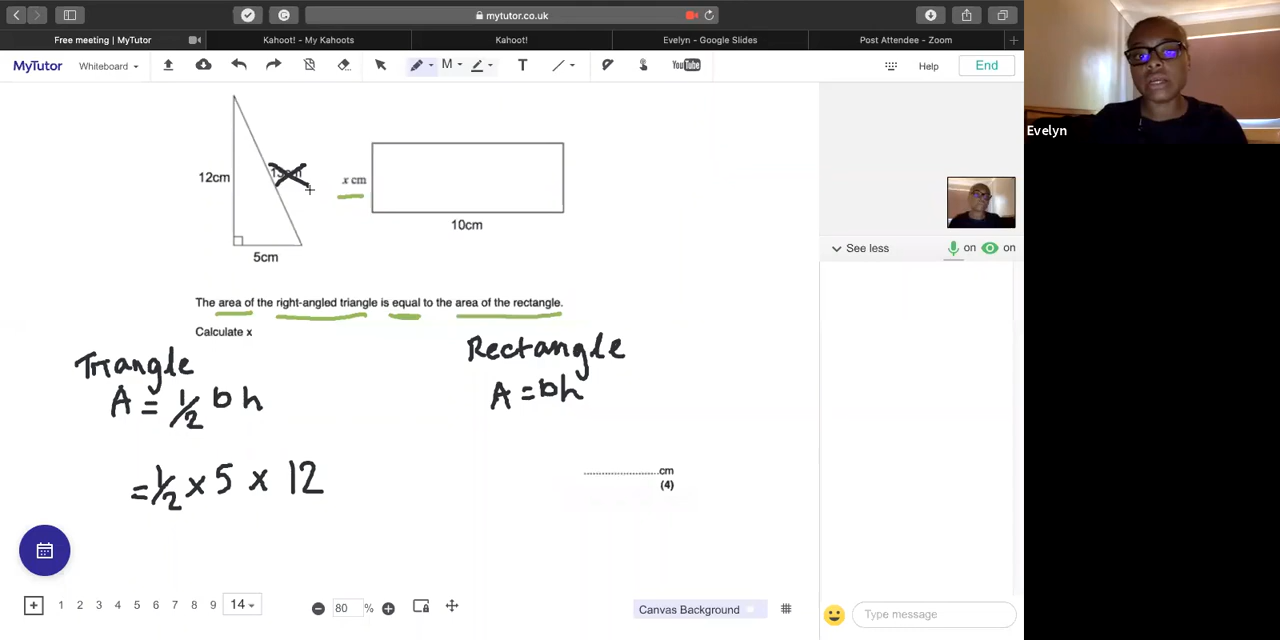 mytutor.co.uk
Free meeting | MyTutor
Kahoot! - My Kahoots
Kahoot!
Evelyn - Google Slides
Post Attendee - Zoom
MyTutor
Whiteboard
M
T
YouTube
Help
End
Evelyn
12cm
x cm
10cm
5cm
See less
on
on
The area of the right-angled triangle is equal to the area of the rectangle.
Calculate x
Triangle
A = 1/2 b h
= 1/2 x 5 x 12
Rectangle
A = bh
....................... cm
(4)
1 2 3 4 5 6 7 8 9 14
80 %
Canvas Background
Type message